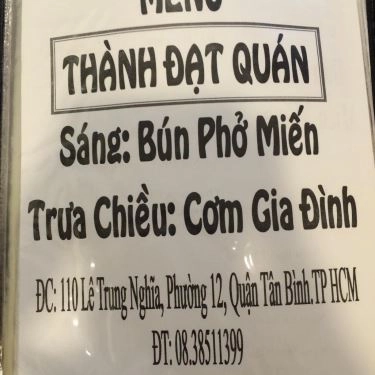 MENU
THÀNH ĐẠT QUÁN
Sáng: Bún Phở Miến
Trưa Chiều: Cơm Gia Đình
ĐC: 110 Lê Trung Nghĩa, Phường 12, Quận Tân Bình.TP HCM
ĐT: 08.38511399